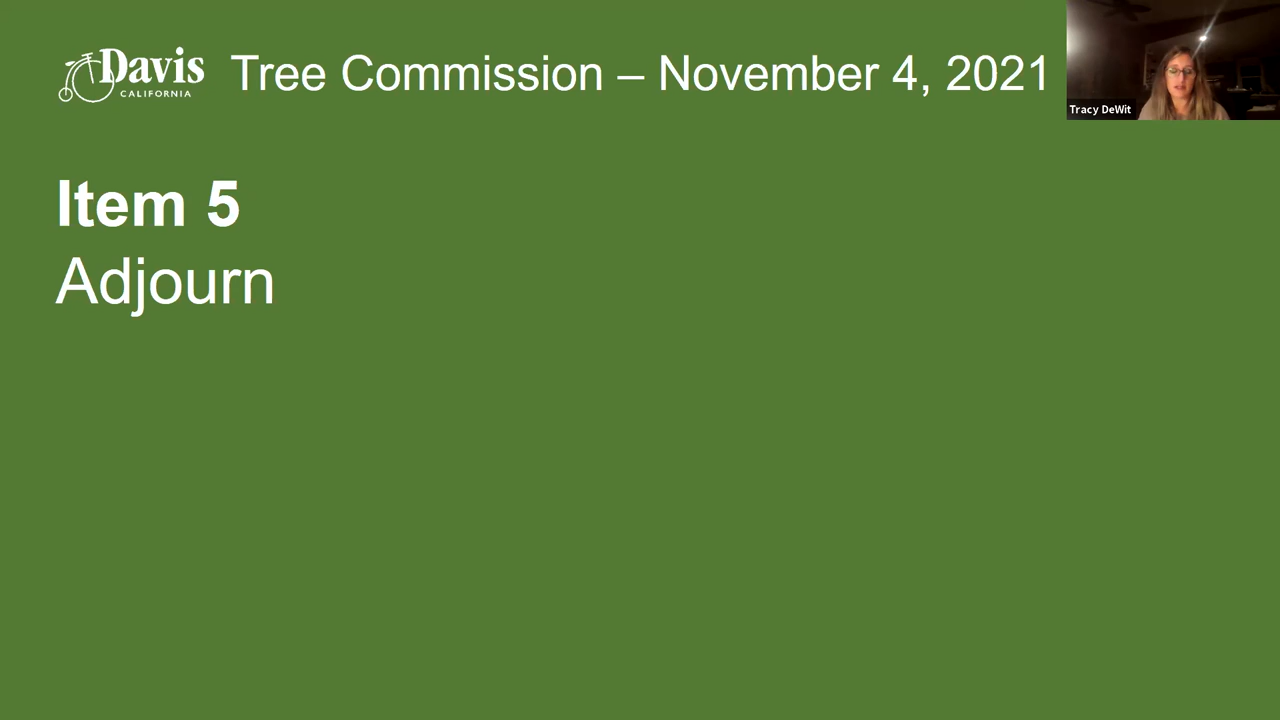 Davis
CALIFORNIA
Tree Commission – November 4, 2021
Tracy DeWit
Item 5
Adjourn